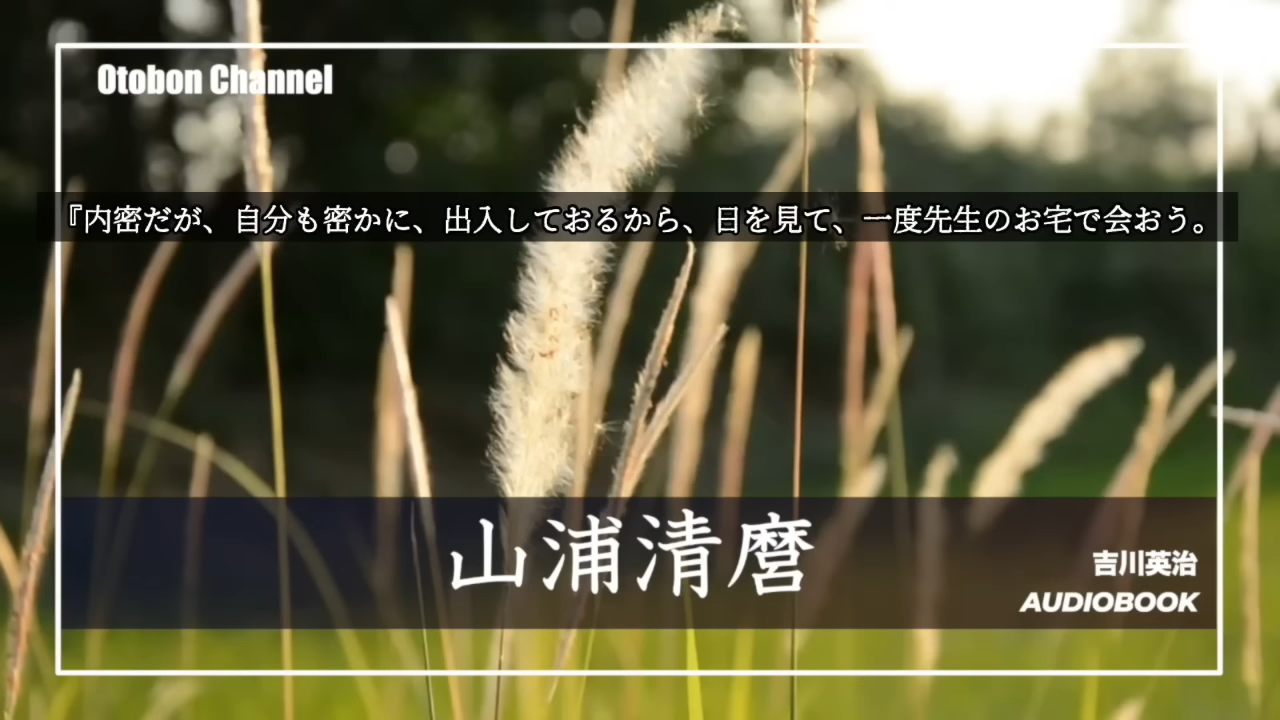 Otobon Channel
『内密だが、自分も密かに、出入しておるから、日を見て、一度先生のお宅で会おう。
山浦清麿
吉川英治
AUDIOBOOK